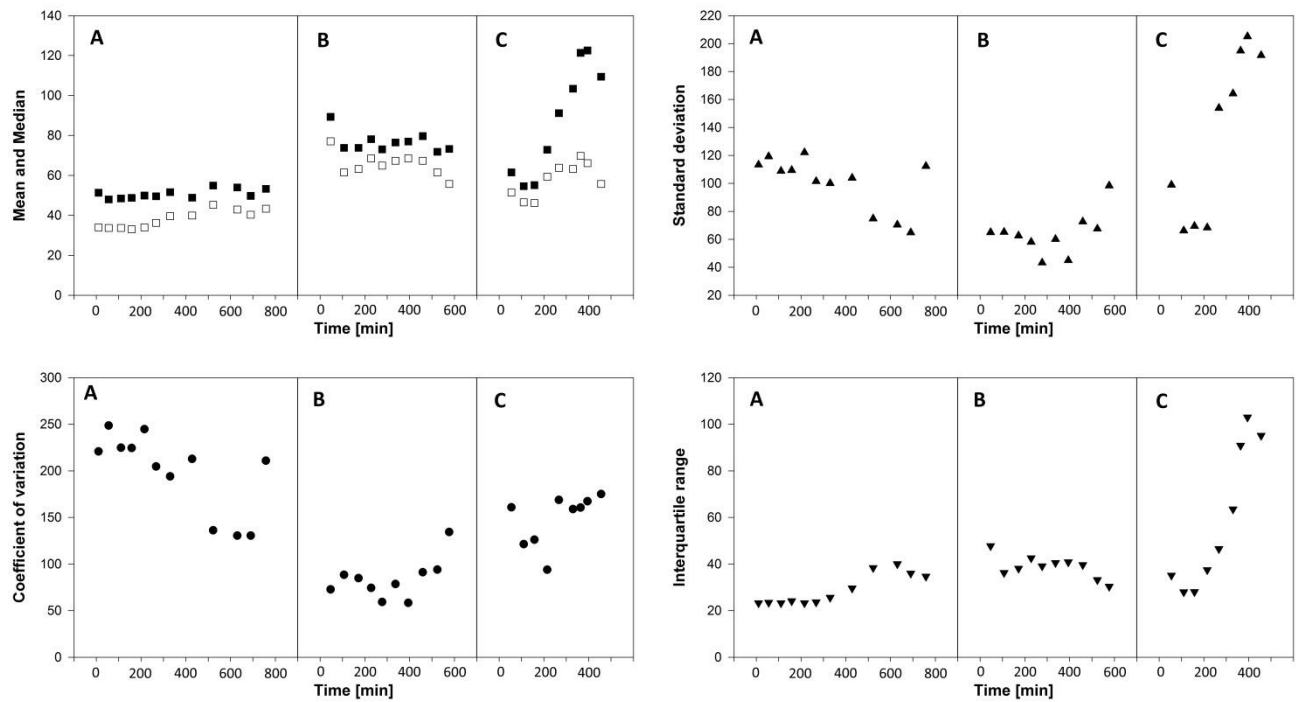 140
120
100
80
60
40
20
0
Mean and Median
A
B
C
0 200 400 600 800 0 200 400 600 0 200 400
Time [min]
220
200
180
160
140
120
100
80
60
40
20
Standard deviation
A
B
C
0 200 400 600 800 0 200 400 600 0 200 400
Time [min]
300
250
200
150
100
50
0
Coefficient of variation
A
B
C
0 200 400 600 800 0 200 400 600 0 200 400
Time [min]
120
100
80
60
40
20
0
Interquartile range
A
B
C
0 200 400 600 800 0 200 400 600 0 200 400
Time [min]